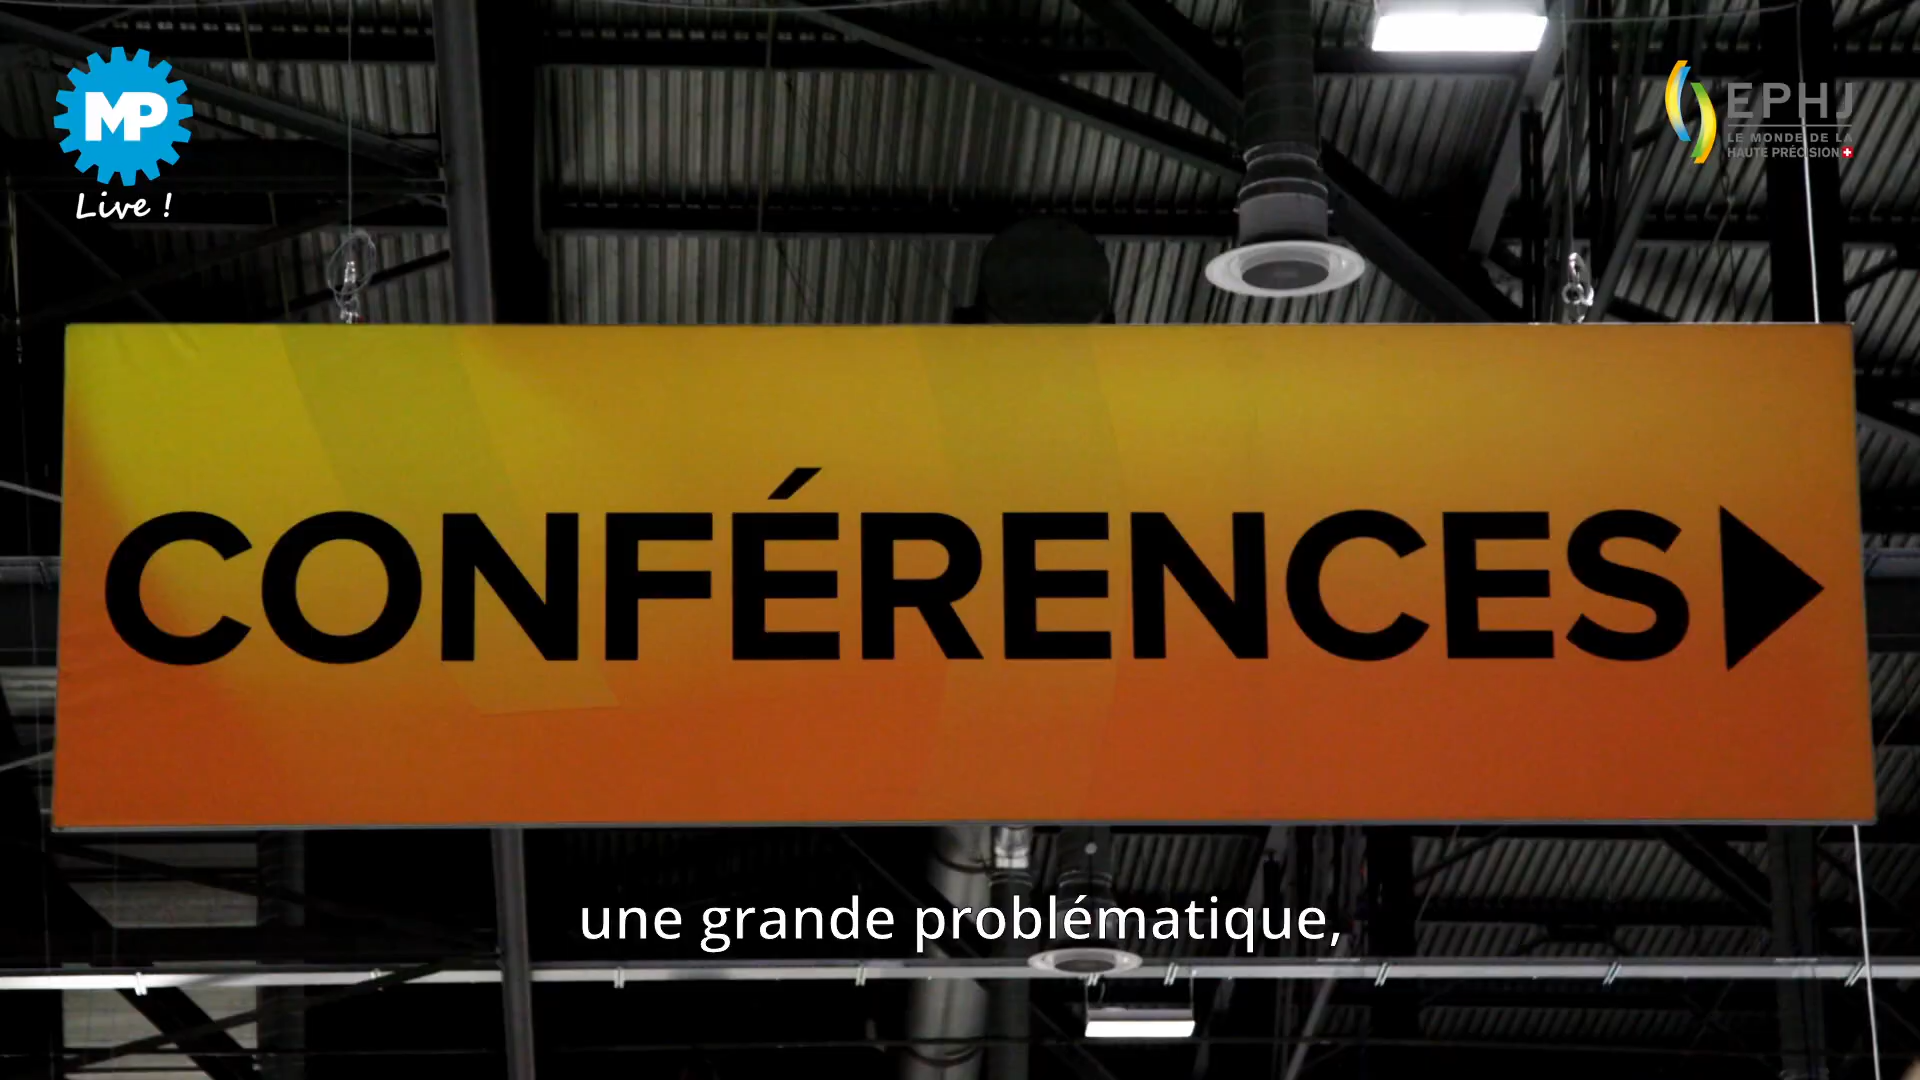 MP
Live !
EPHJ
LE MONDE DE LA
HAUTE PRÉCISION
CONFÉRENCES
une grande problématique,